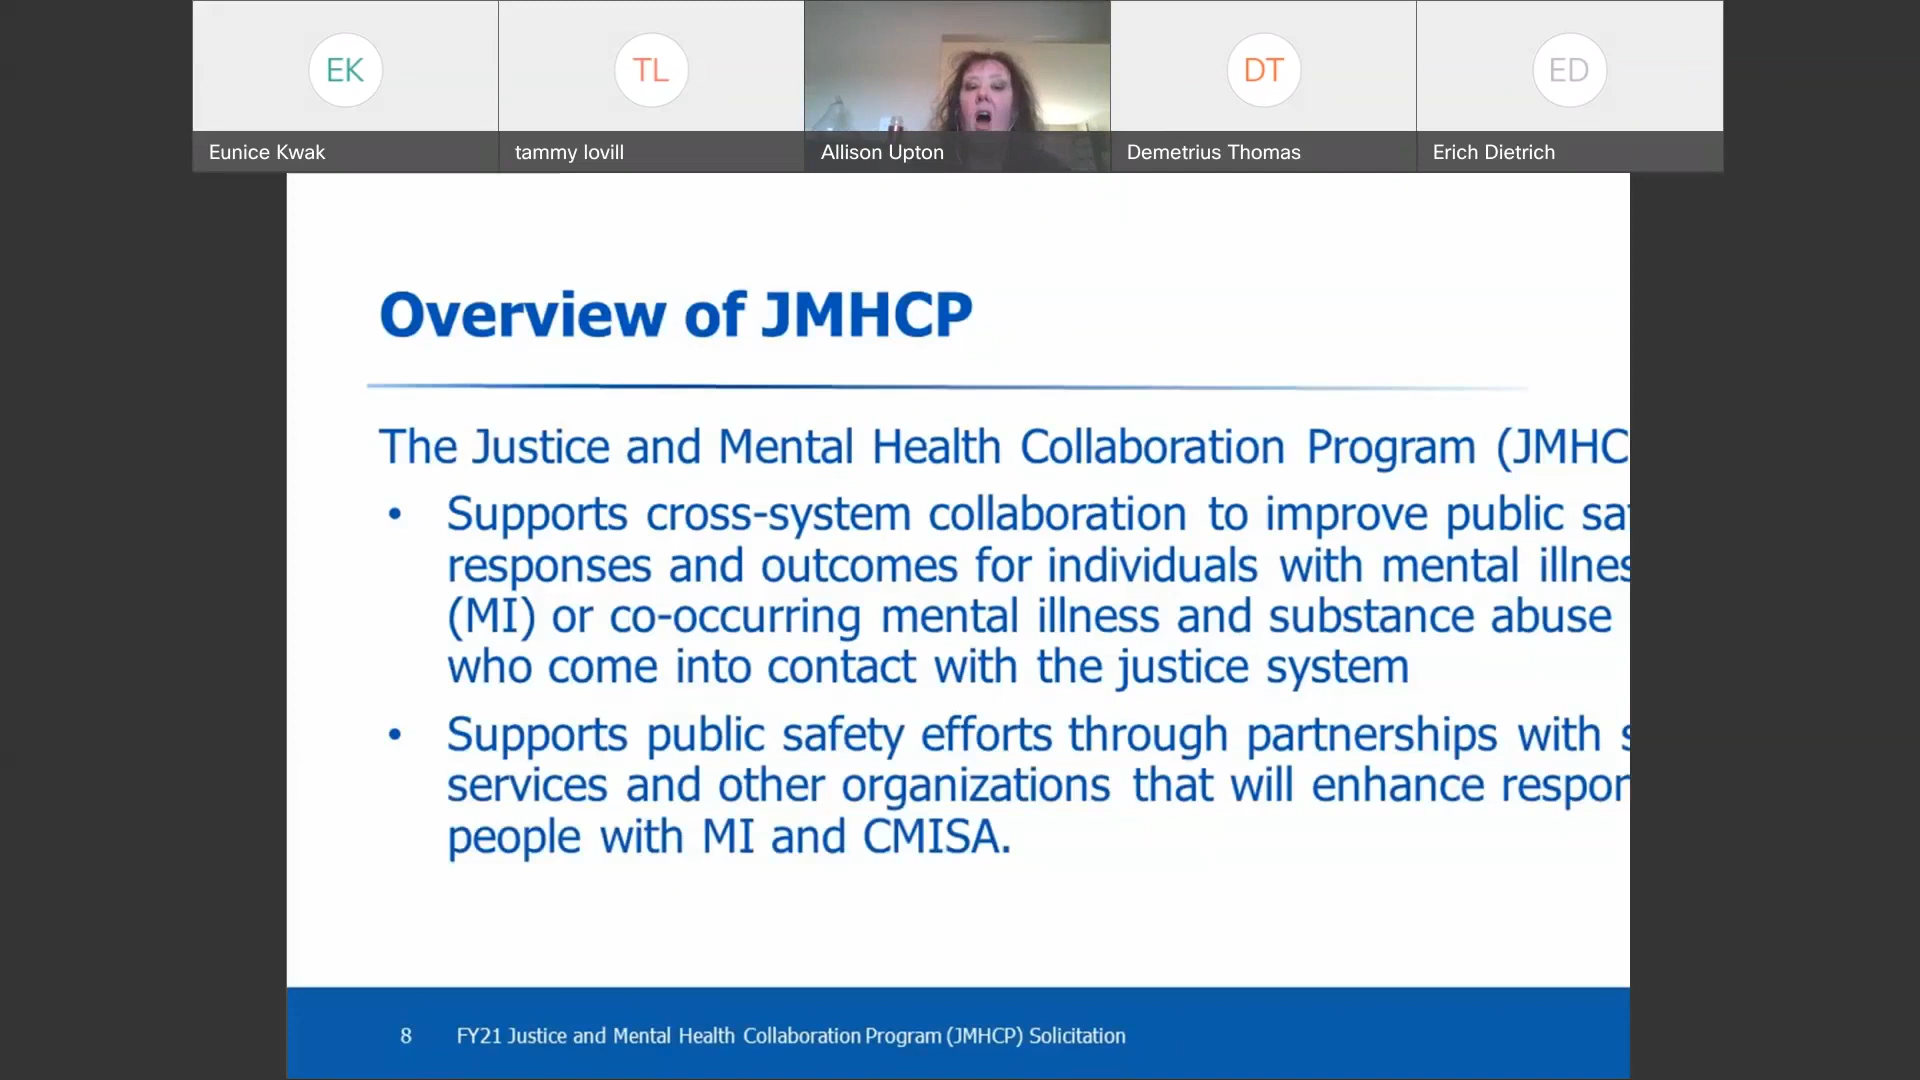 EK
TL
DT
ED
Eunice Kwak
tammy lovill
Allison Upton
Demetrius Thomas
Erich Dietrich
Overview of JMHCP
The Justice and Mental Health Collaboration Program (JMHC
• Supports cross-system collaboration to improve public sa
responses and outcomes for individuals with mental illnes
(MI) or co-occurring mental illness and substance abuse
who come into contact with the justice system
• Supports public safety efforts through partnerships with s
services and other organizations that will enhance respon
people with MI and CMISA.
8 FY21 Justice and Mental Health Collaboration Program (JMHCP) Solicitation